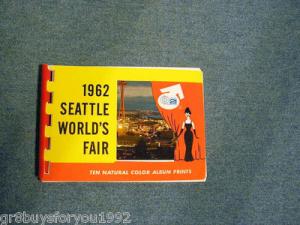 1962
SEATTLE
WORLD'S
FAIR
TEN NATURAL COLOR ALBUM PRINTS
gr8buysforyou1992